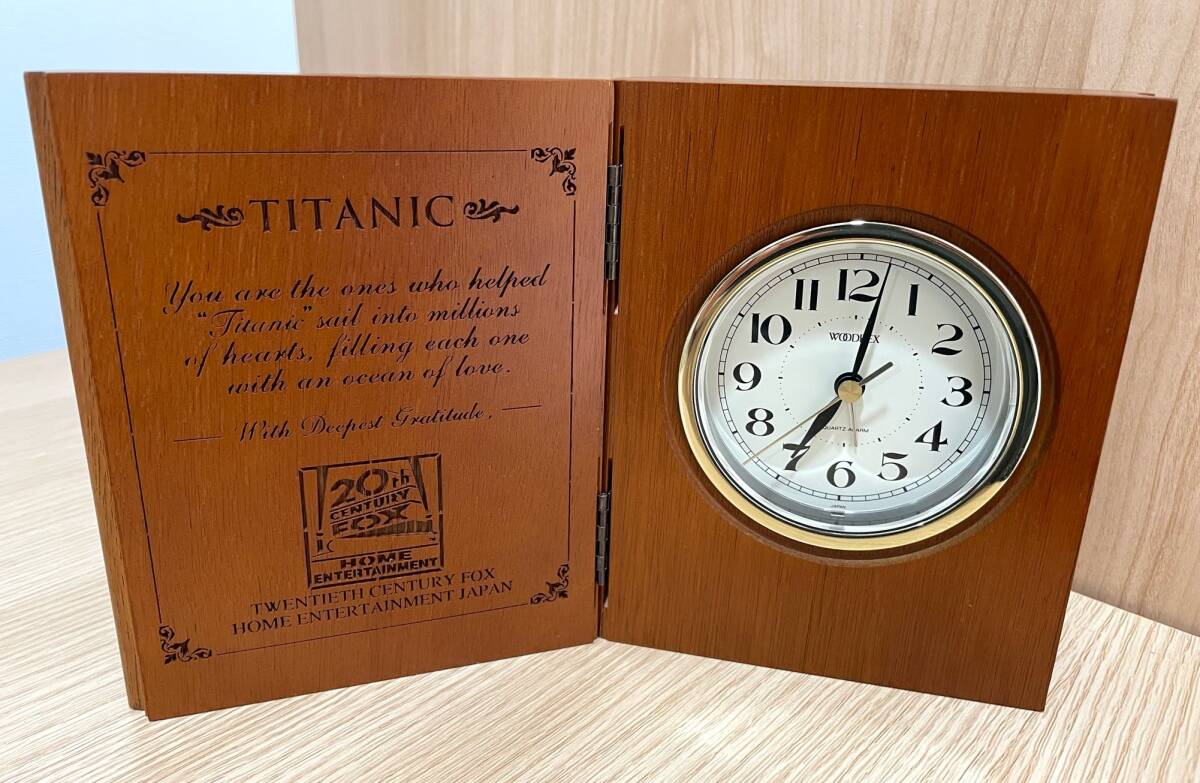 TITANIC
You are the ones who helped
“Titanic” sail into millions
of hearts, filling each one
with an ocean of love.
With Deepest Gratitude,
20th
CENTURY
FOX
HOME
ENTERTAINMENT
TWENTIETH CENTURY FOX
HOME ENTERTAINMENT JAPAN
12
1
2
3
4
5
6
7
8
9
10
11
QUARTZ ALARM
JAPAN